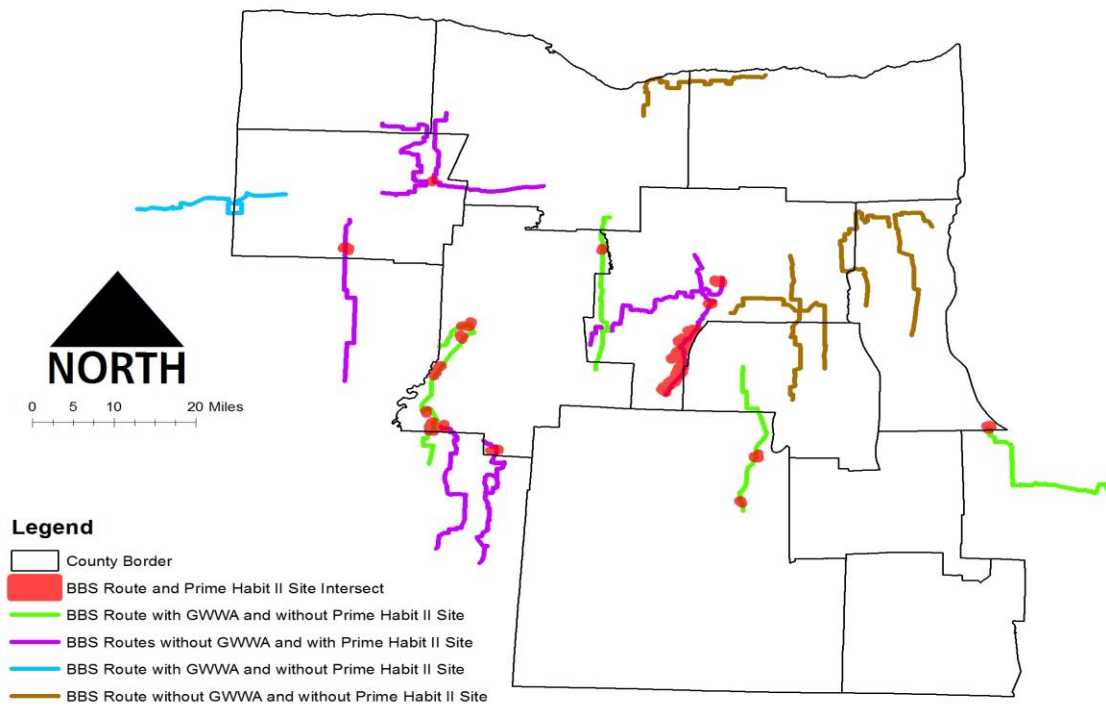 NORTH
0 5 10 20 Miles
Legend
County Border
BBS Route and Prime Habit II Site Intersect
BBS Route with GWWA and without Prime Habit II Site
BBS Routes without GWWA and with Prime Habit II Site
BBS Route with GWWA and without Prime Habit II Site
BBS Route without GWWA and without Prime Habit II Site